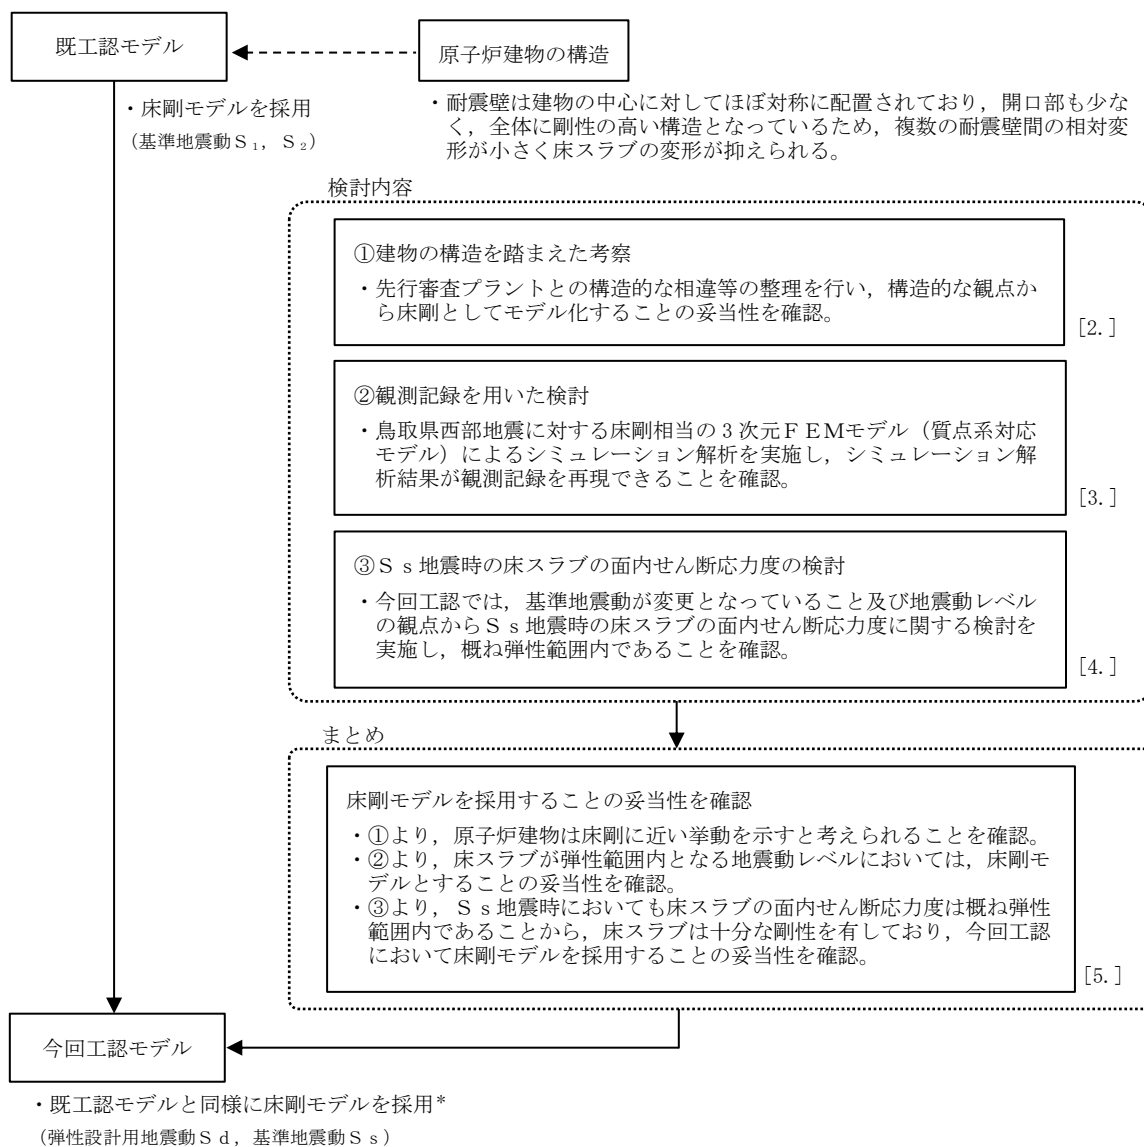 既工認モデル
原子炉建物の構造
・床剛モデルを採用
（基準地震動Ｓ₁，Ｓ₂）
・耐震壁は建物の中心に対してほぼ対称に配置されており，開口部も少な
く，全体に剛性の高い構造となっているため，複数の耐震壁間の相対変
形が小さく床スラブの変形が抑えられる。
検討内容
①建物の構造を踏まえた考察
・先行審査プラントとの構造的な相違等の整理を行い，構造的な観点か
ら床剛としてモデル化することの妥当性を確認。
[2.]
②観測記録を用いた検討
・鳥取県西部地震に対する床剛相当の３次元ＦＥＭモデル（質点系対応
モデル）によるシミュレーション解析を実施し，シミュレーション解
析結果が観測記録を再現できることを確認。
[3.]
③Ｓｓ地震時の床スラブの面内せん断応力度の検討
・今回工認では，基準地震動が変更となっていること及び地震動レベル
の観点からＳｓ地震時の床スラブの面内せん断応力度に関する検討を
実施し，概ね弾性範囲内であることを確認。
[4.]
まとめ
床剛モデルを採用することの妥当性を確認
・①より，原子炉建物は床剛に近い挙動を示すと考えられることを確認。
・②より，床スラブが弾性範囲内となる地震動レベルにおいては，床剛モ
デルとすることの妥当性を確認。
・③より，Ｓｓ地震時においても床スラブの面内せん断応力度は概ね弾性
範囲内であることから，床スラブは十分な剛性を有しており，今回工認
において床剛モデルを採用することの妥当性を確認。
[5.]
今回工認モデル
・既工認モデルと同様に床剛モデルを採用*
（弾性設計用地震動Ｓｄ，基準地震動Ｓｓ）